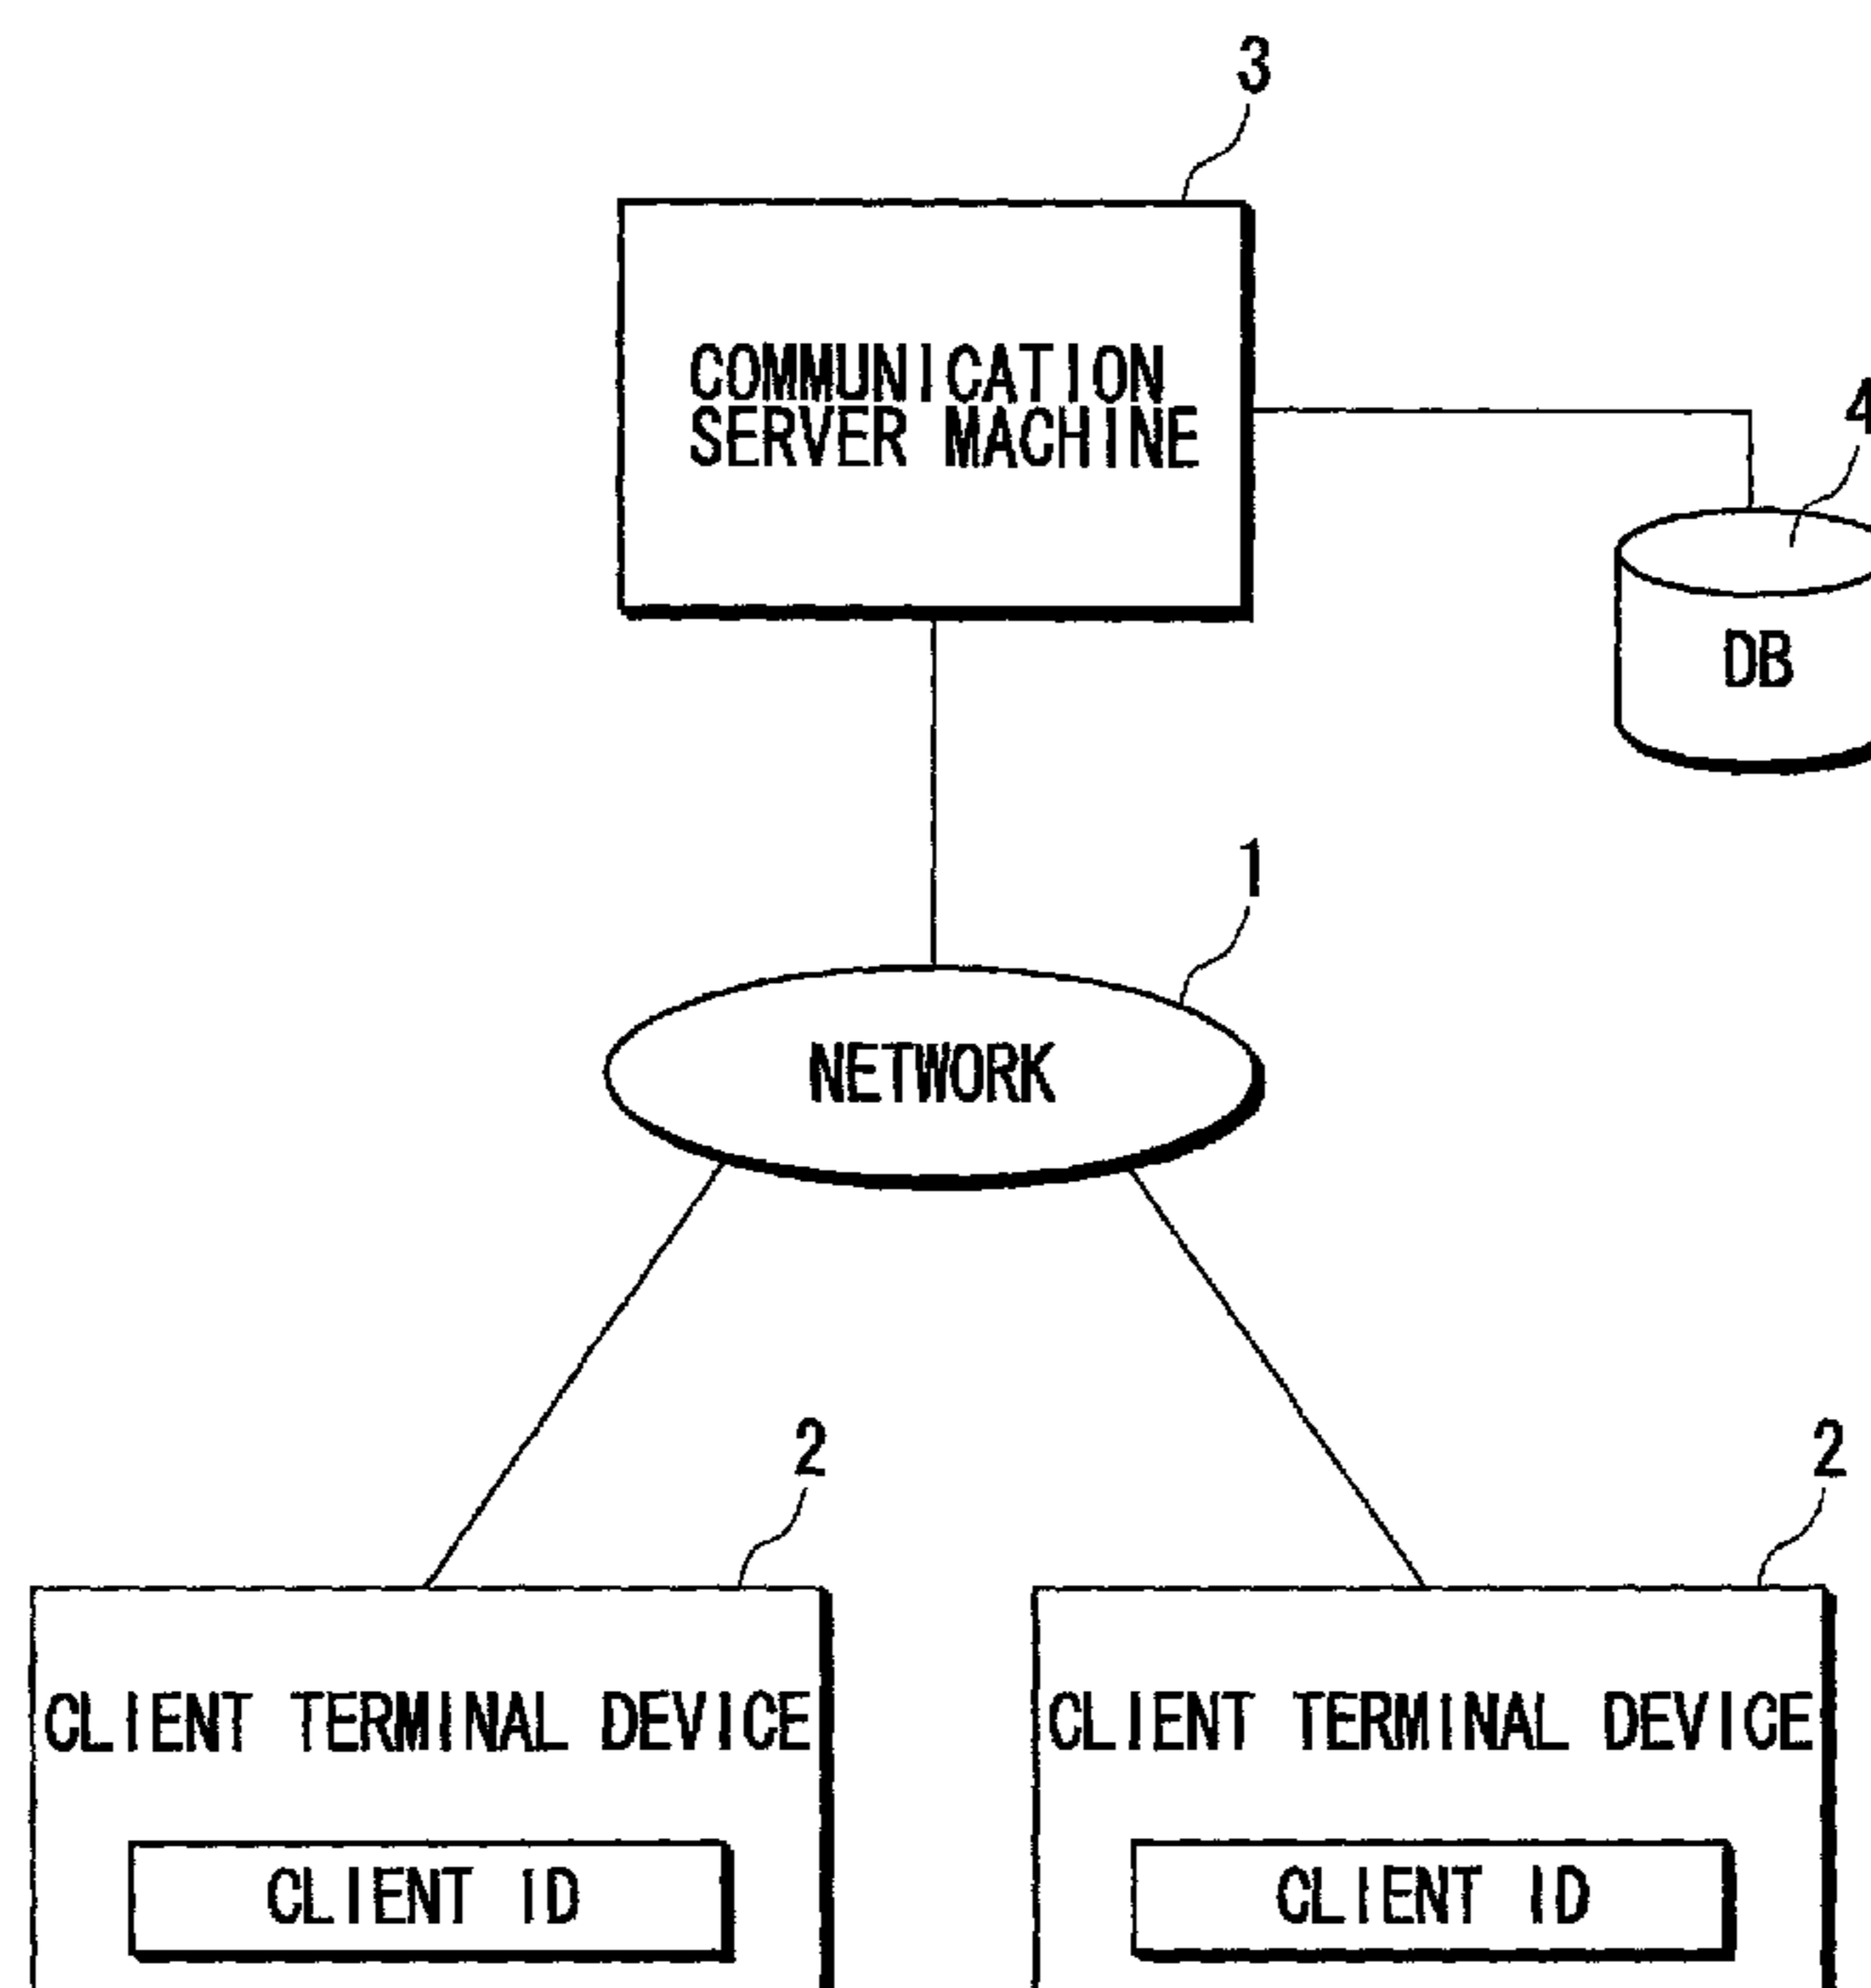 3
COMMUNICATION
SERVER MACHINE
4
DB
1
NETWORK
2
2
CLIENT TERMINAL DEVICE
CLIENT TERMINAL DEVICE
CLIENT ID
CLIENT ID